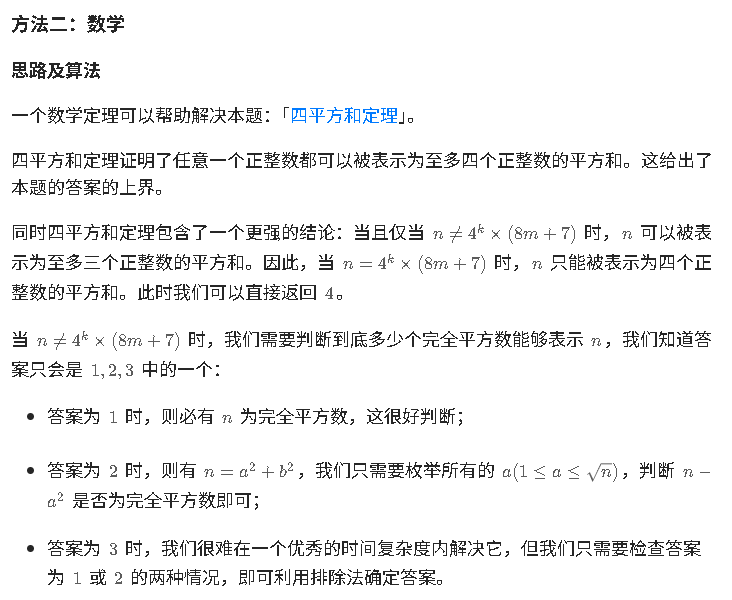 方法二：数学
思路及算法
一个数学定理可以帮助解决本题：「四平方和定理」。
四平方和定理证明了任意一个正整数都可以被表示为至多四个正整数的平方和。这给出了
本题的答案的上界。
同时四平方和定理包含了一个更强的结论：当且仅当 n ≠ 4^k × (8m + 7) 时，n 可以被表
示为至多三个正整数的平方和。因此，当 n = 4^k × (8m + 7) 时，n 只能被表示为四个正
整数的平方和。此时我们可以直接返回 4。
当 n ≠ 4^k × (8m + 7) 时，我们需要判断到底多少个完全平方数能够表示 n，我们知道答
案只会是 1, 2, 3 中的一个：
• 答案为 1 时，则必有 n 为完全平方数，这很好判断；
• 答案为 2 时，则有 n = a² + b²，我们只需要枚举所有的 a(1 ≤ a ≤ √n)，判断 n −
a² 是否为完全平方数即可；
• 答案为 3 时，我们很难在一个优秀的时间复杂度内解决它，但我们只需要检查答案
为 1 或 2 的两种情况，即可利用排除法确定答案。